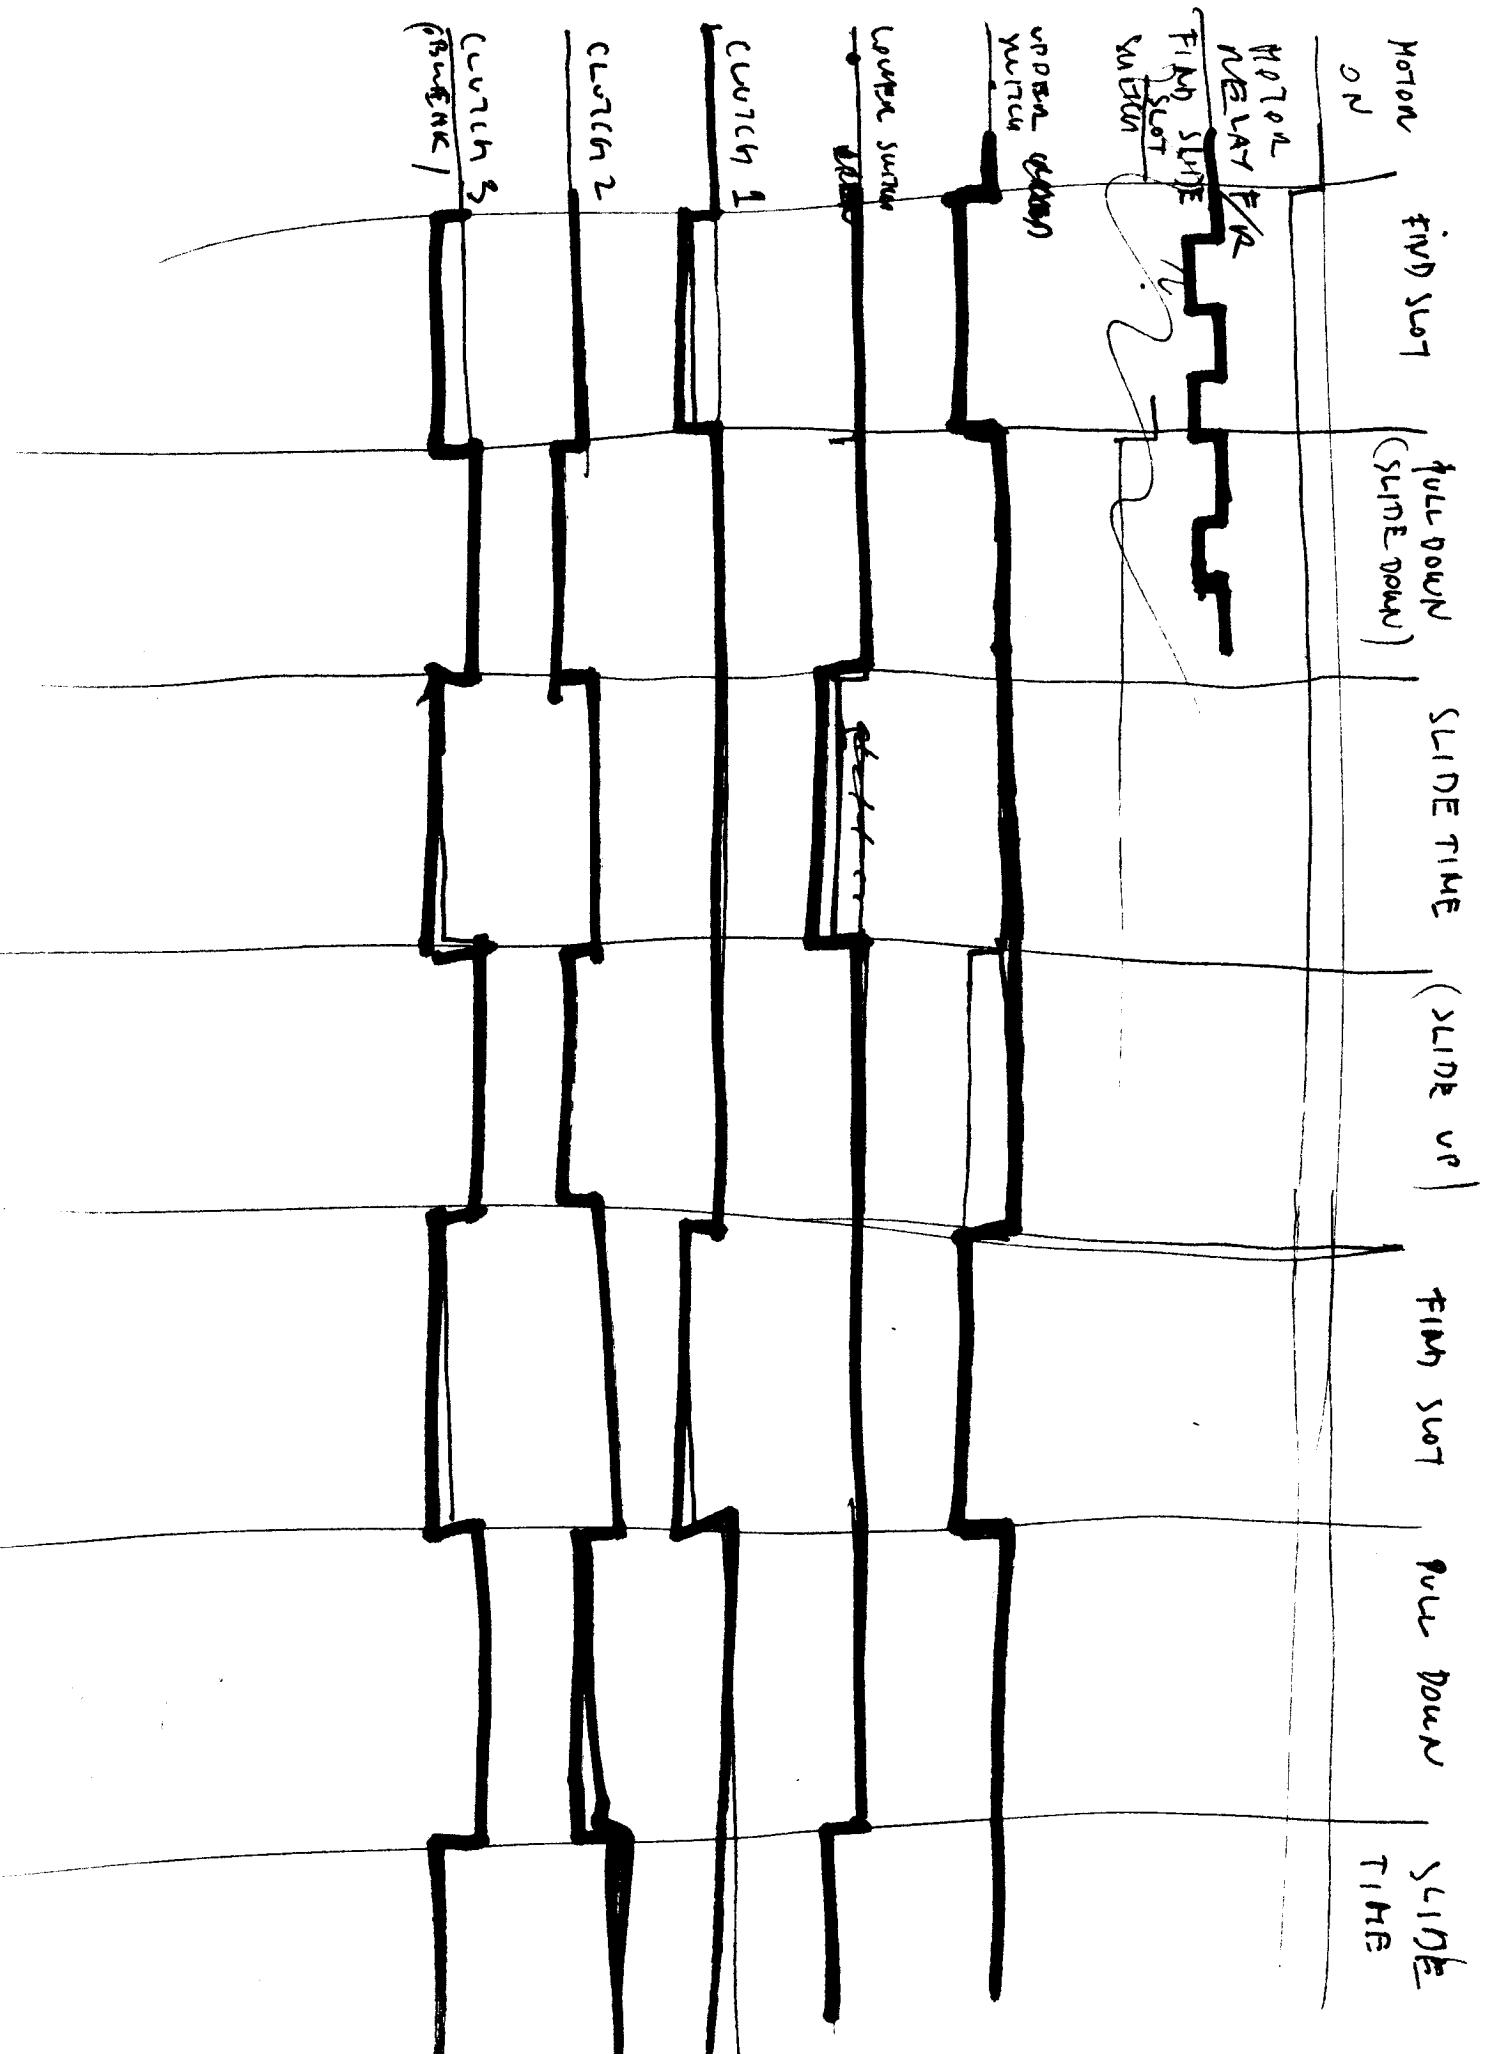 MOTOR
ON
FIND SLOT
PULL DOWN
(SLIDE DOWN)
SLIDE TIME
(SLIDE UP)
FIND SLOT
PULL DOWN
SLIDE
TIME
MOTOR
RELAY F/R
FIND SLIDE
SLOT
SWITCH
UPPER
SWITCH
LOWER SWITCH
CLUTCH 1
CLUTCH 2
CLUTCH 3